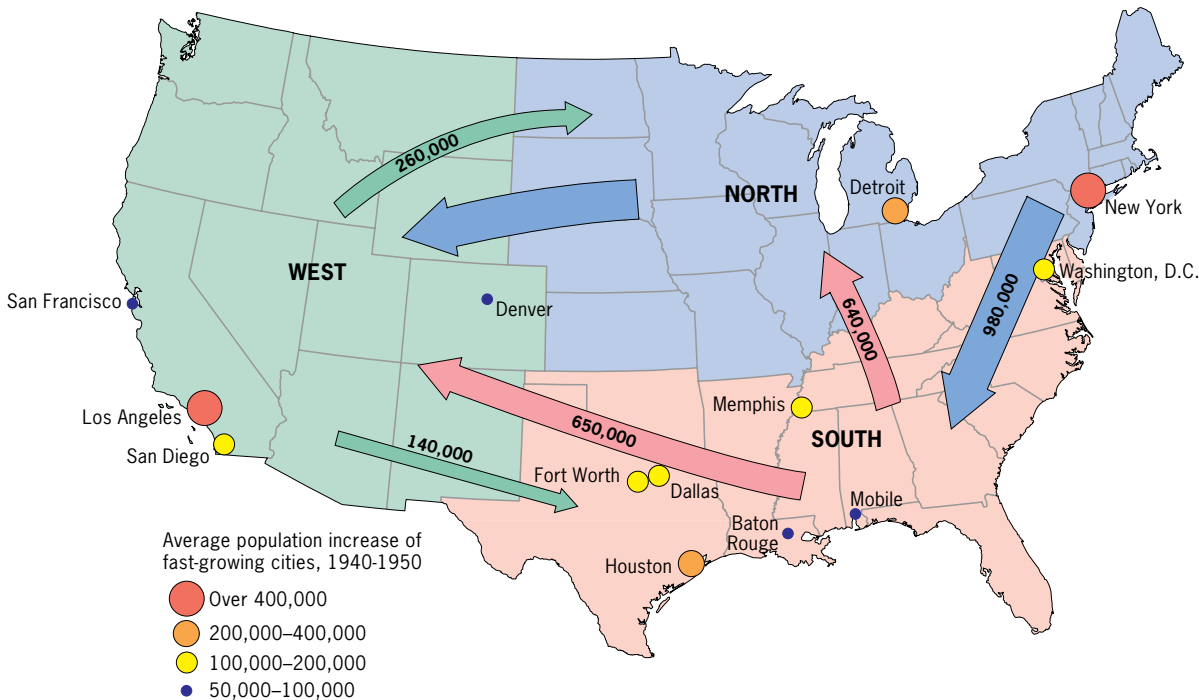 260,000
NORTH
Detroit
New York
WEST
Washington, D.C.
San Francisco
Denver
980,000
640,000
Los Angeles
Memphis
650,000
SOUTH
San Diego
140,000
Fort Worth
Dallas
Mobile
Baton
Rouge
Houston
Average population increase of
fast-growing cities, 1940-1950
Over 400,000
200,000–400,000
100,000–200,000
50,000–100,000